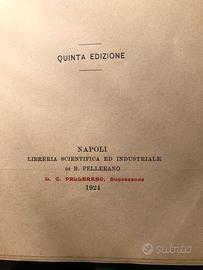 QUINTA EDIZIONE
NAPOLI
LIBRERIA SCIENTIFICA ED INDUSTRIALE
DI B. PELLERANO
L. C. PELLERANO, Successore
1924
subito